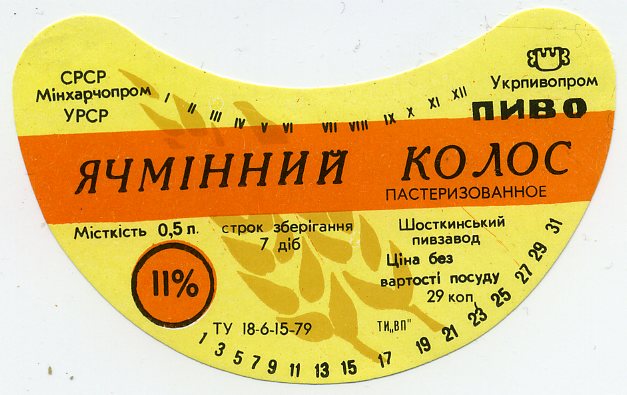 СРСР
Мінхарчопром
УРСР
I II III IV V VI VII VIII IX X XI XII
Укрпивопром
ПИВО
ЯЧМІННИЙ КОЛОС
ПАСТЕРИЗОВАННОЕ
Місткість 0,5 л.
строк зберігання
7 діб
Шосткинський
пивзавод
Ціна без
вартості посуду
29 коп.
11%
ТУ 18-6-15-79
ТИ„ВП"
1 3 5 7 9 11 13 15 17 19 21 23 25 27 29 31